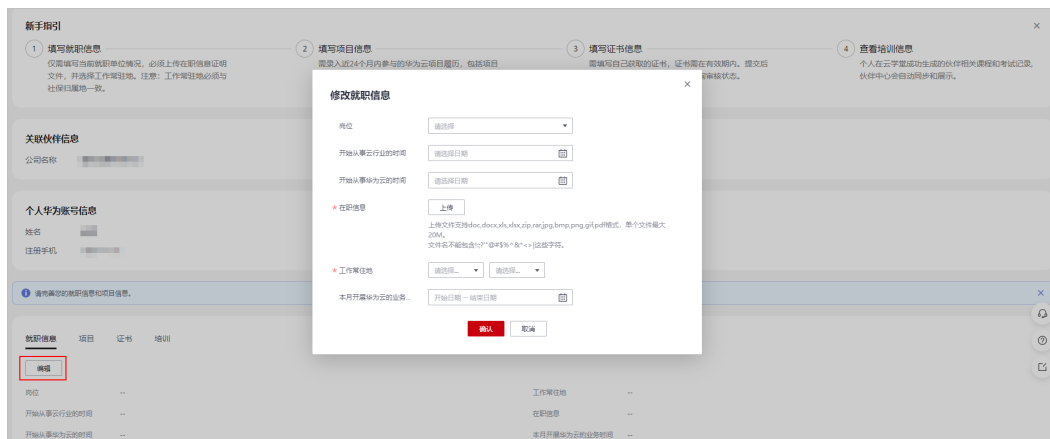 新手指引
1 填写就职信息
仅需填写当前就职单位情况，必须上传在职信息证明
文件，并选择工作常驻地。注意：工作常驻地必须与
社保归属地一致。
2 填写项目信息
需录入近24个月内参与的华为云项目履历，包括项目
3 填写证书信息
需填写自己获取的证书，证书需在有效期内。提交后
审核状态。
4 查看培训信息
个人在云学堂成功生成的伙伴相关课程和考试记录,
伙伴中心会自动同步和展示。
关联伙伴信息
公司名称
个人华为账号信息
姓名
注册手机
请完善您的就职信息和项目信息。
修改就职信息
岗位 请选择
开始从事云行业的时间 请选择日期
开始从事华为云的时间 请选择日期
* 在职信息 上传
上传文件支持doc,docx,xls,xlsx,zip,rar,jpg,bmp,png,gif,pdf格式，单个文件最大
20M。
* 工作常住地 请选择... 请选择...
本月开展华为云的业务... 开始日期 – 结束日期
确认 取消
就职信息 项目 证书 培训
编辑
岗位 -- 工作常住地 --
开始从事云行业的时间 -- 在职信息 --
开始从事华为云的时间 -- 本月开展华为云的业务时间 --